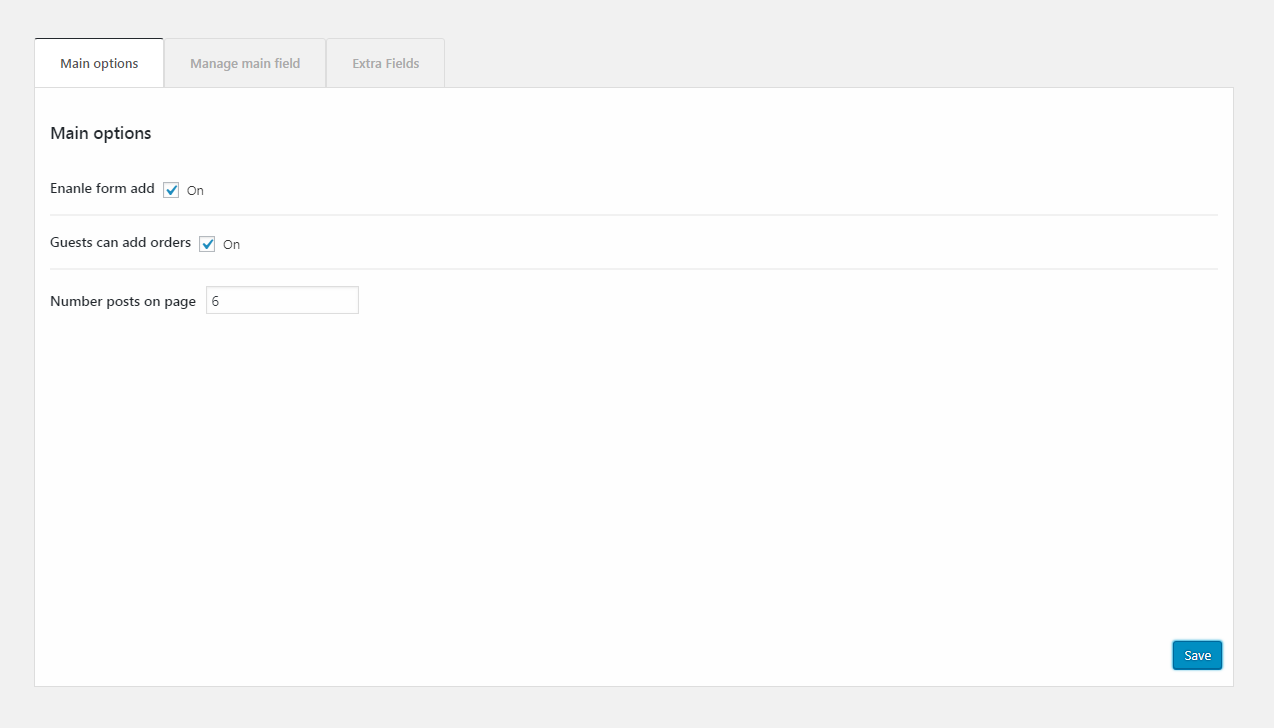 Main options Manage main field Extra Fields
Main options
Enanle form add On
Guests can add orders On
Number posts on page 6
Save